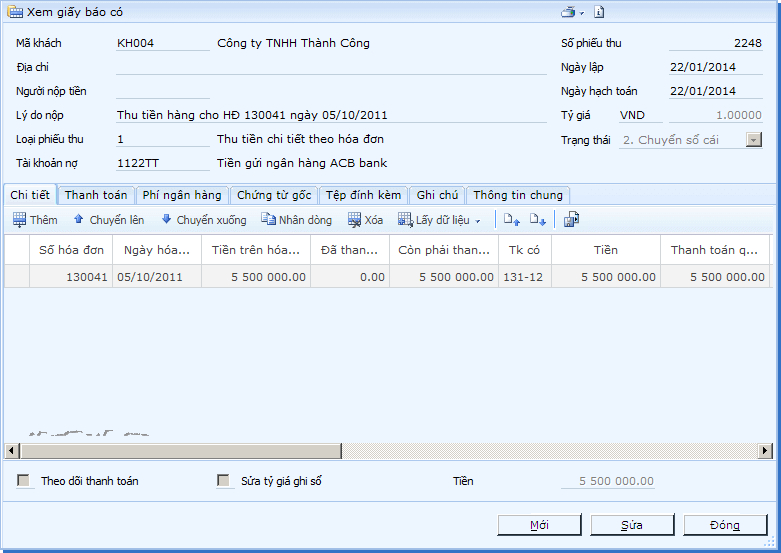 Xem giấy báo có
Mã khách KH004 Công ty TNHH Thành Công Số phiếu thu 2248
Địa chỉ Ngày lập 22/01/2014
Người nộp tiền Ngày hạch toán 22/01/2014
Lý do nộp Thu tiền hàng cho HĐ 130041 ngày 05/10/2011 Tỷ giá VND 1.00000
Loại phiếu thu 1 Thu tiền chi tiết theo hóa đơn Trạng thái 2. Chuyển sổ cái
Tài khoản nợ 1122TT Tiền gửi ngân hàng ACB bank
Chi tiết Thanh toán Phí ngân hàng Chứng từ gốc Tệp đính kèm Ghi chú Thông tin chung
Thêm Chuyển lên Chuyển xuống Nhân dòng Xóa Lấy dữ liệu
Số hóa đơn Ngày hóa... Tiền trên hóa... Đã than... Còn phải than... Tk có Tiền Thanh toán q...
130041 05/10/2011 5 500 000.00 0.00 5 500 000.00 131-12 5 500 000.00 5 500 000.00
Theo dõi thanh toán Sửa tỷ giá ghi sổ Tiền 5 500 000.00
Mới Sửa Đóng